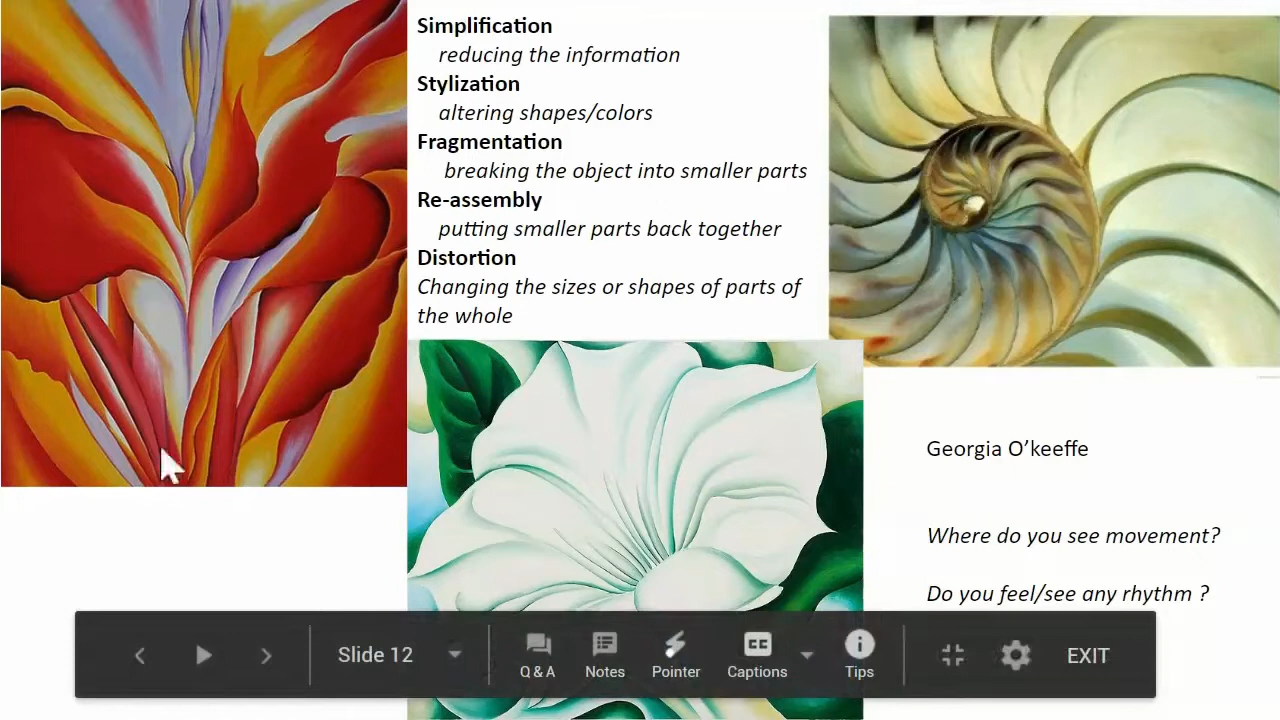 Simplification
reducing the information
Stylization
altering shapes/colors
Fragmentation
breaking the object into smaller parts
Re-assembly
putting smaller parts back together
Distortion
Changing the sizes or shapes of parts of
the whole
Georgia O’keeffe
Where do you see movement?
Do you feel/see any rhythm ?
Slide 12
Q & A
Notes
Pointer
CC
Captions
Tips
EXIT